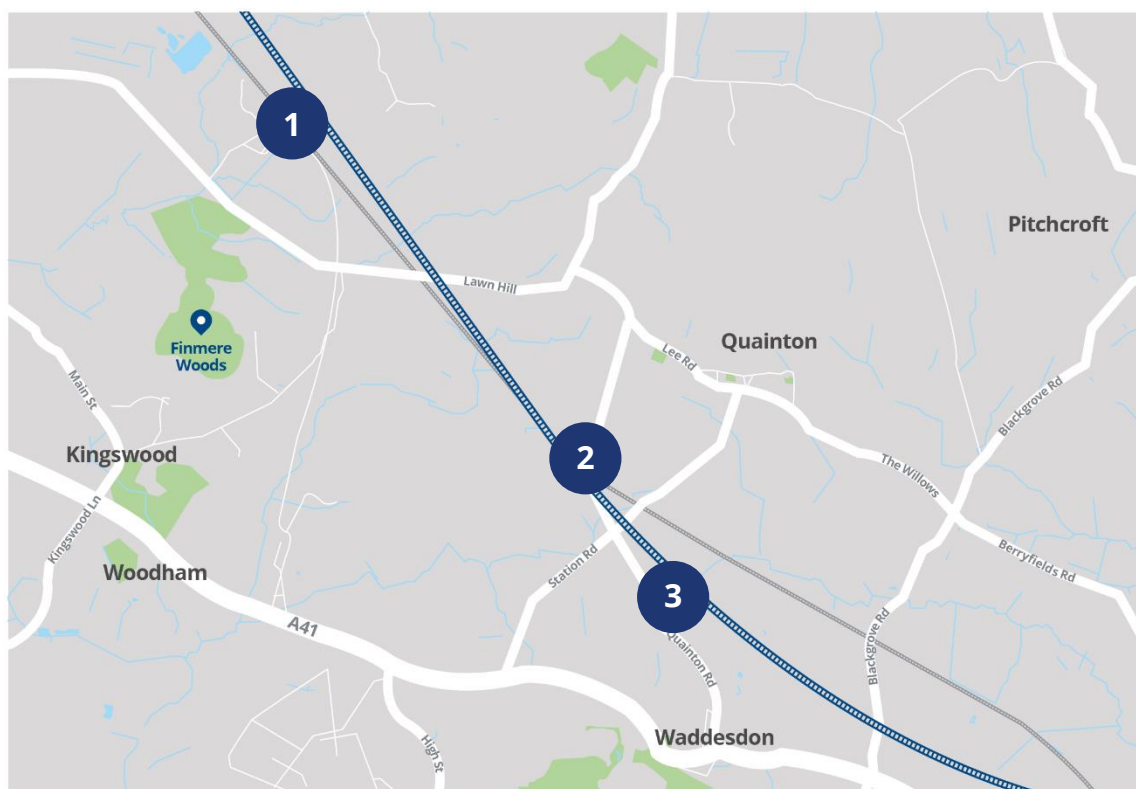 1
Pitchcroft
Lawn Hill
Quainton
Finmere
Woods
Lee Rd
Main St
Blackgrove Rd
Kingswood
2
The Willows
Kingswood Ln
Woodham
Station Rd
Berryfields Rd
3
A41
Quainton Rd
Blackgrove Rd
Waddesdon
High St